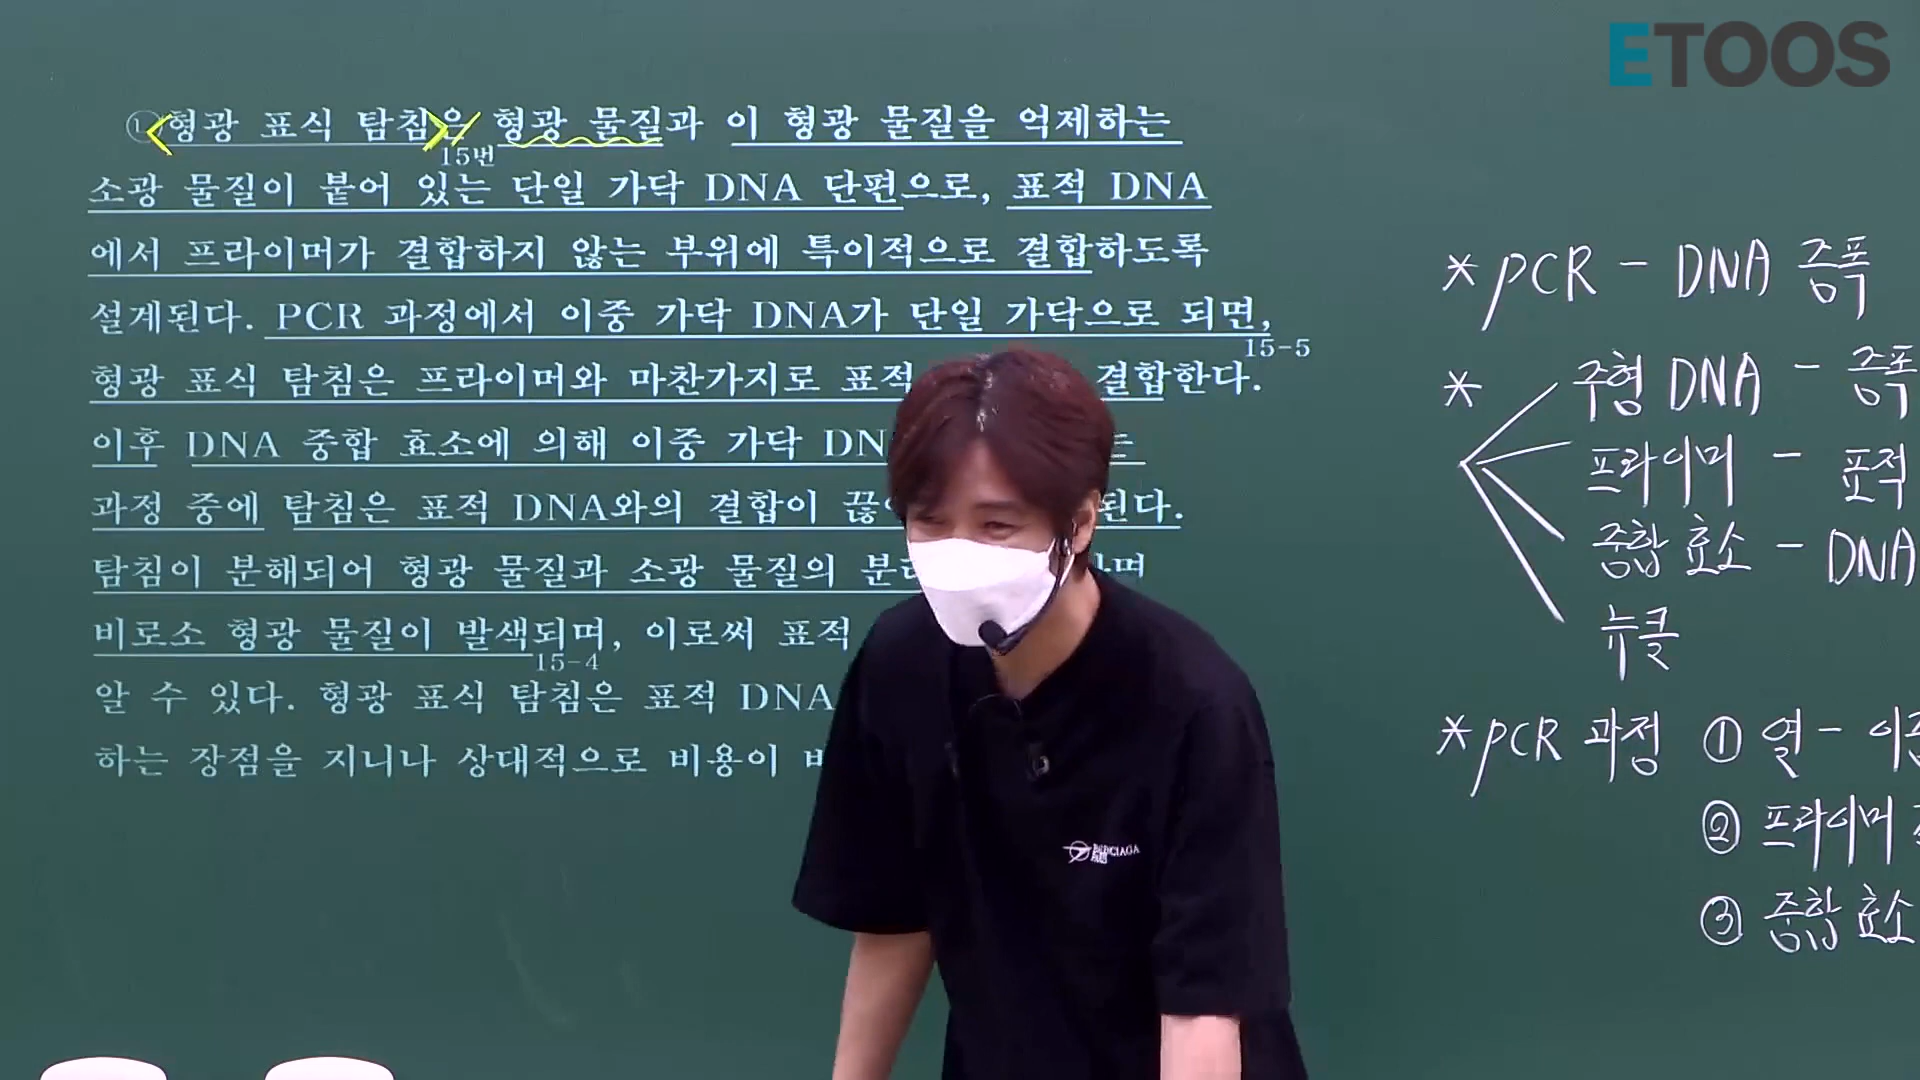 ETOOS
① <형광 표식 탐침>은/ 형광 물질과 이 형광 물질을 억제하는
15번
소광 물질이 붙어 있는 단일 가닥 DNA 단편으로, 표적 DNA
에서 프라이머가 결합하지 않는 부위에 특이적으로 결합하도록
설계된다. PCR 과정에서 이중 가닥 DNA가 단일 가닥으로 되면,
15-5
형광 표식 탐침은 프라이머와 마찬가지로 표적 결합한다.
이후 DNA 중합 효소에 의해 이중 가닥
과정 중에 탐침은 표적 DNA와의 결합이 된다.
탐침이 분해되어 형광 물질과 소광 물질의
비로소 형광 물질이 발색되며, 이로써 표적
15-4
알 수 있다. 형광 표식 탐침은 표적 DNA
하는 장점을 지니나 상대적으로 비용이
* PCR - DNA 증폭
* 주형 DNA - 증폭
프라이머 - 표적
중합 효소 - DNA
뉴클
* PCR 과정 ① 열 -
② 프라이머
③ 중합 효소